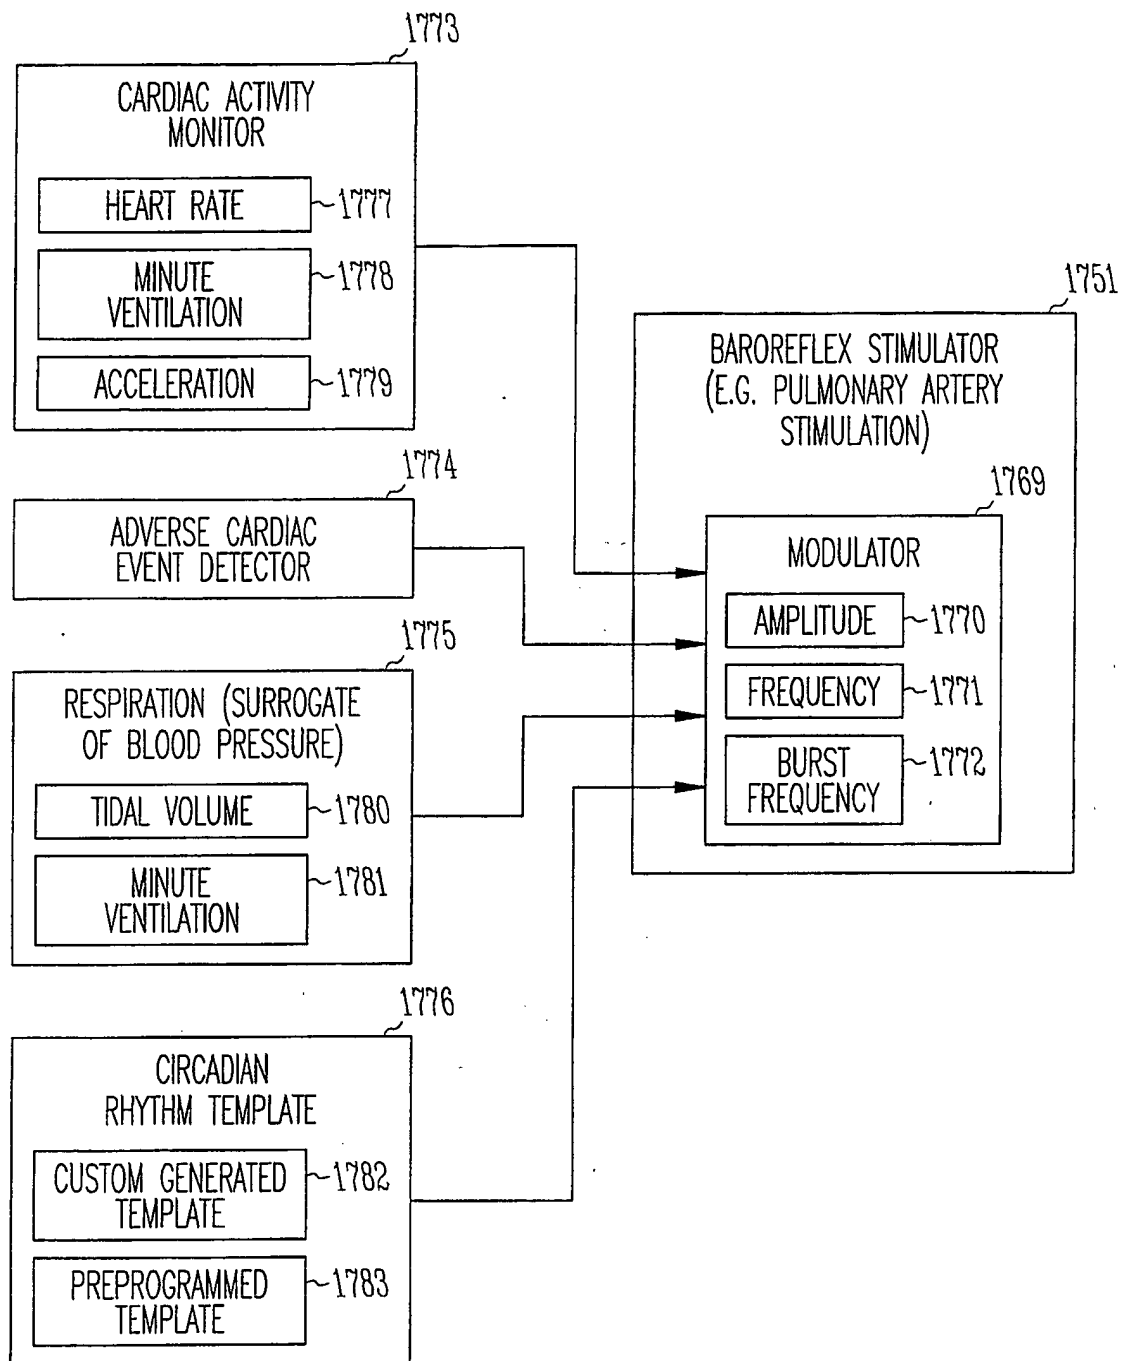 1773
CARDIAC ACTIVITY
MONITOR
HEART RATE
1777
MINUTE
VENTILATION
1778
ACCELERATION
1779
1774
ADVERSE CARDIAC
EVENT DETECTOR
1775
RESPIRATION (SURROGATE
OF BLOOD PRESSURE)
TIDAL VOLUME
1780
MINUTE
VENTILATION
1781
1776
CIRCADIAN
RHYTHM TEMPLATE
CUSTOM GENERATED
TEMPLATE
1782
PREPROGRAMMED
TEMPLATE
1783
1751
BAROREFLEX STIMULATOR
(E.G. PULMONARY ARTERY
STIMULATION)
1769
MODULATOR
AMPLITUDE
1770
FREQUENCY
1771
BURST
FREQUENCY
1772